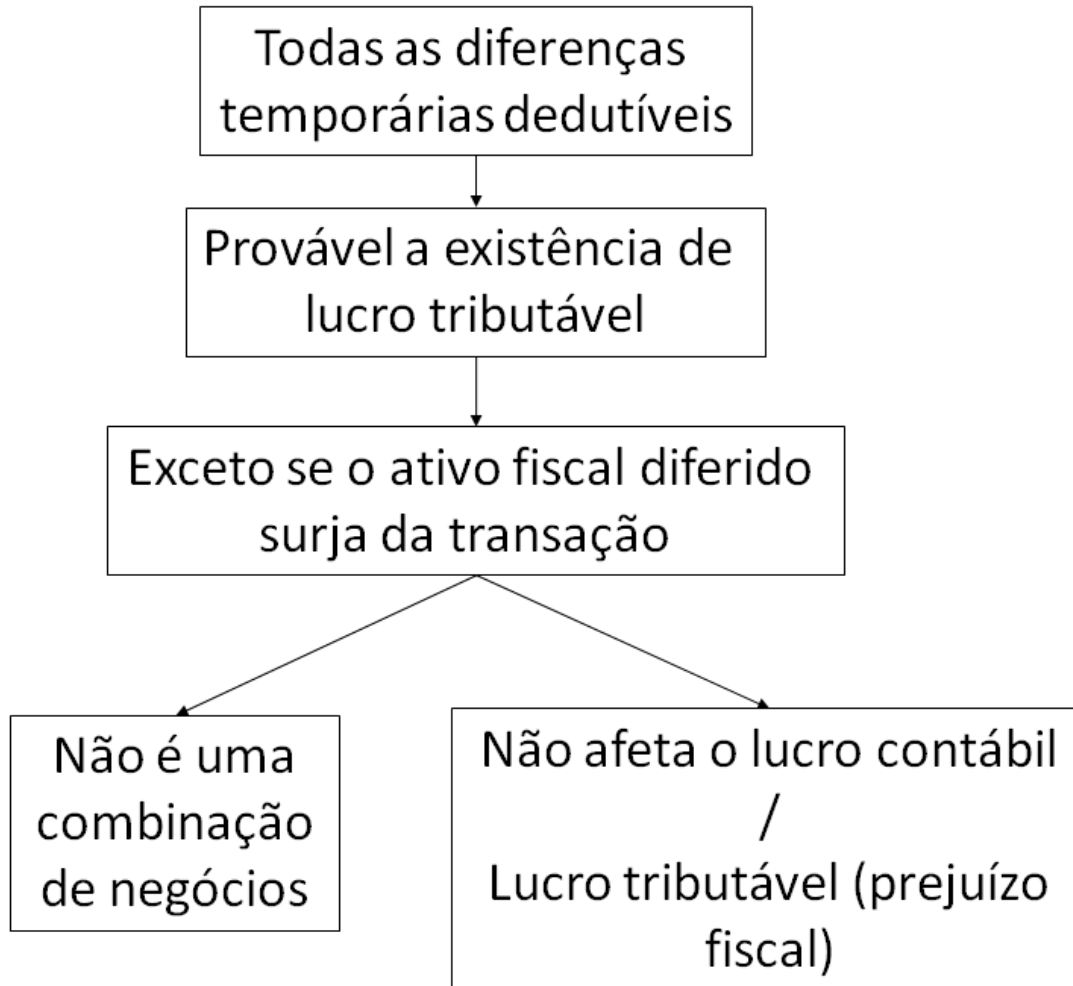 Todas as diferenças
temporárias dedutíveis
Provável a existência de
lucro tributável
Exceto se o ativo fiscal diferido
surja da transação
Não é uma
combinação
de negócios
Não afeta o lucro contábil
/
Lucro tributável (prejuízo
fiscal)